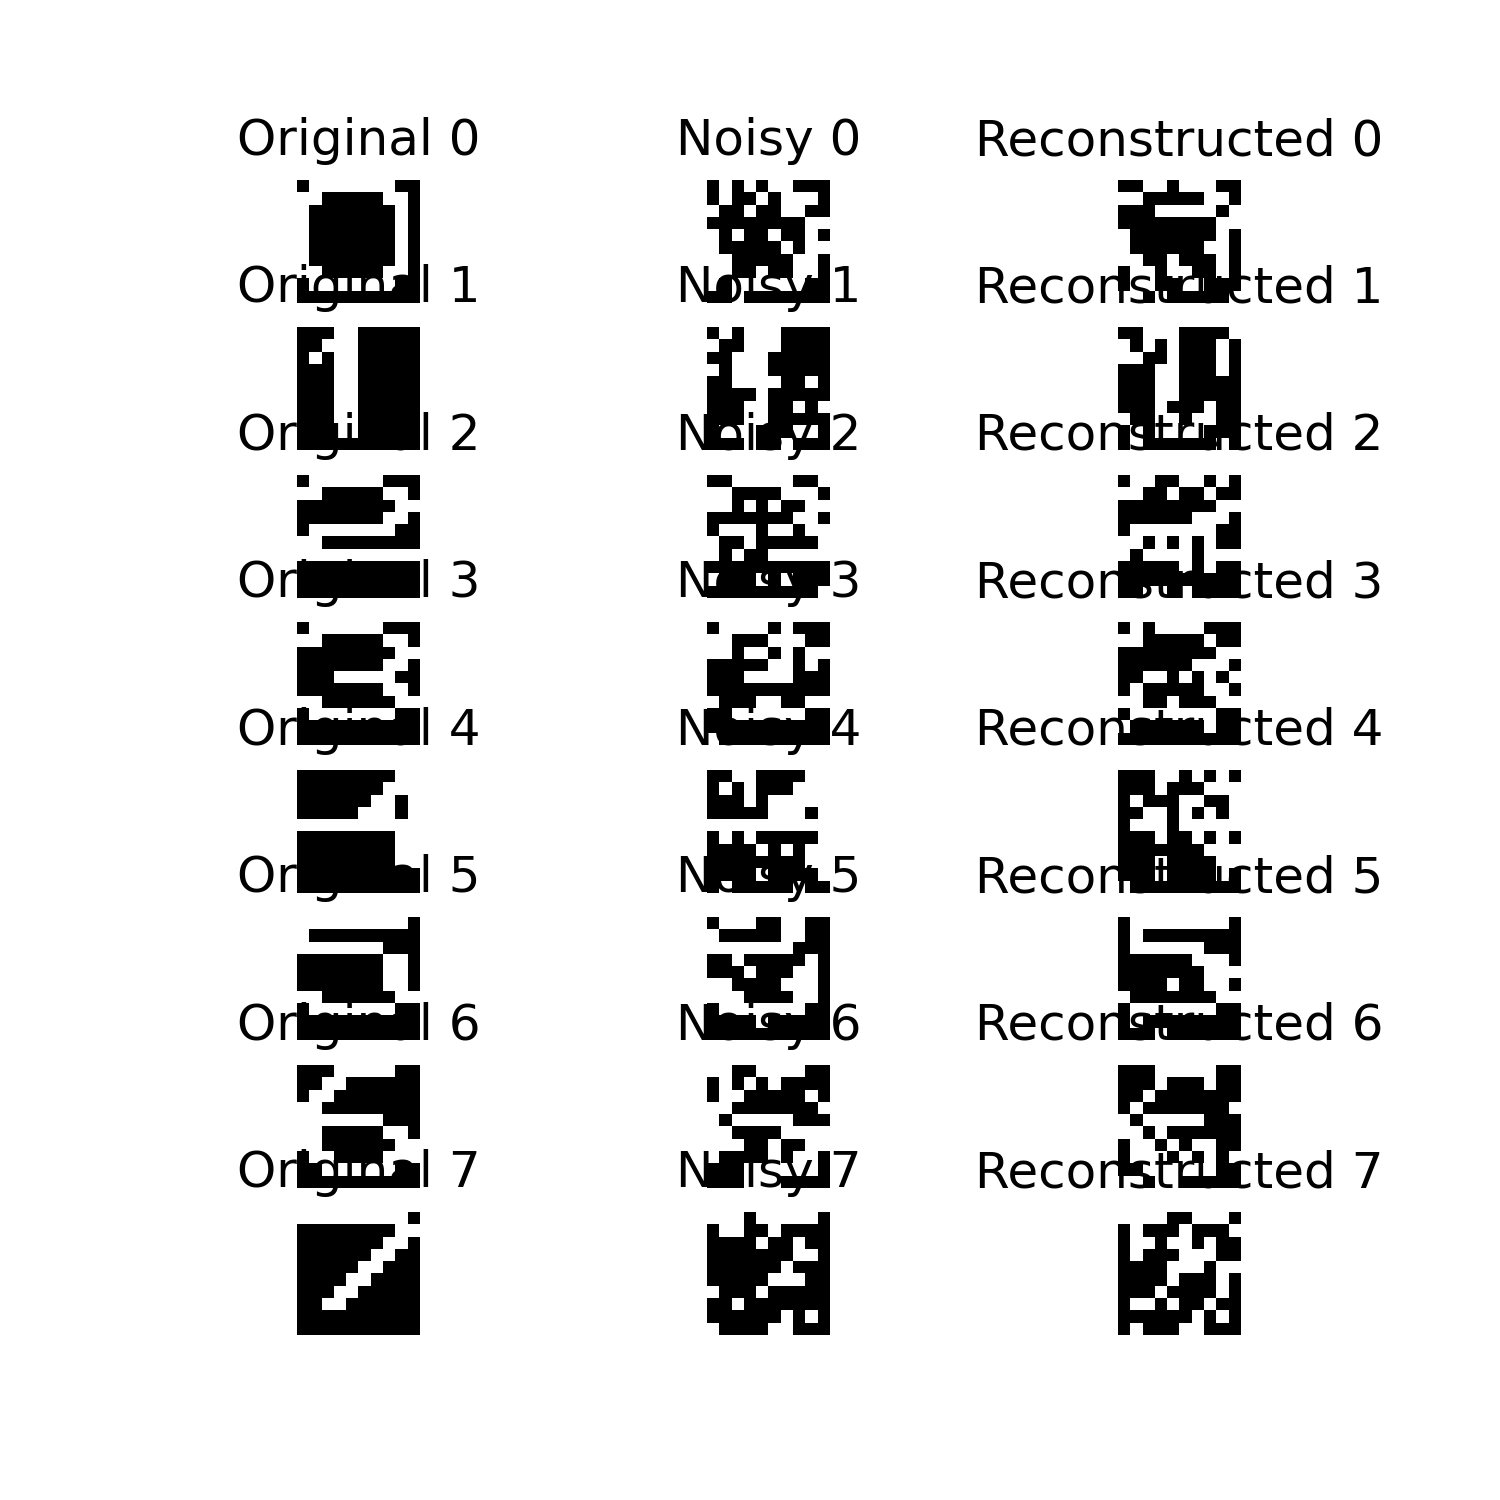 Original 0 Noisy 0 Reconstructed 0
Original 1 Noisy 1 Reconstructed 1
Original 2 Noisy 2 Reconstructed 2
Original 3 Noisy 3 Reconstructed 3
Original 4 Noisy 4 Reconstructed 4
Original 5 Noisy 5 Reconstructed 5
Original 6 Noisy 6 Reconstructed 6
Original 7 Noisy 7 Reconstructed 7